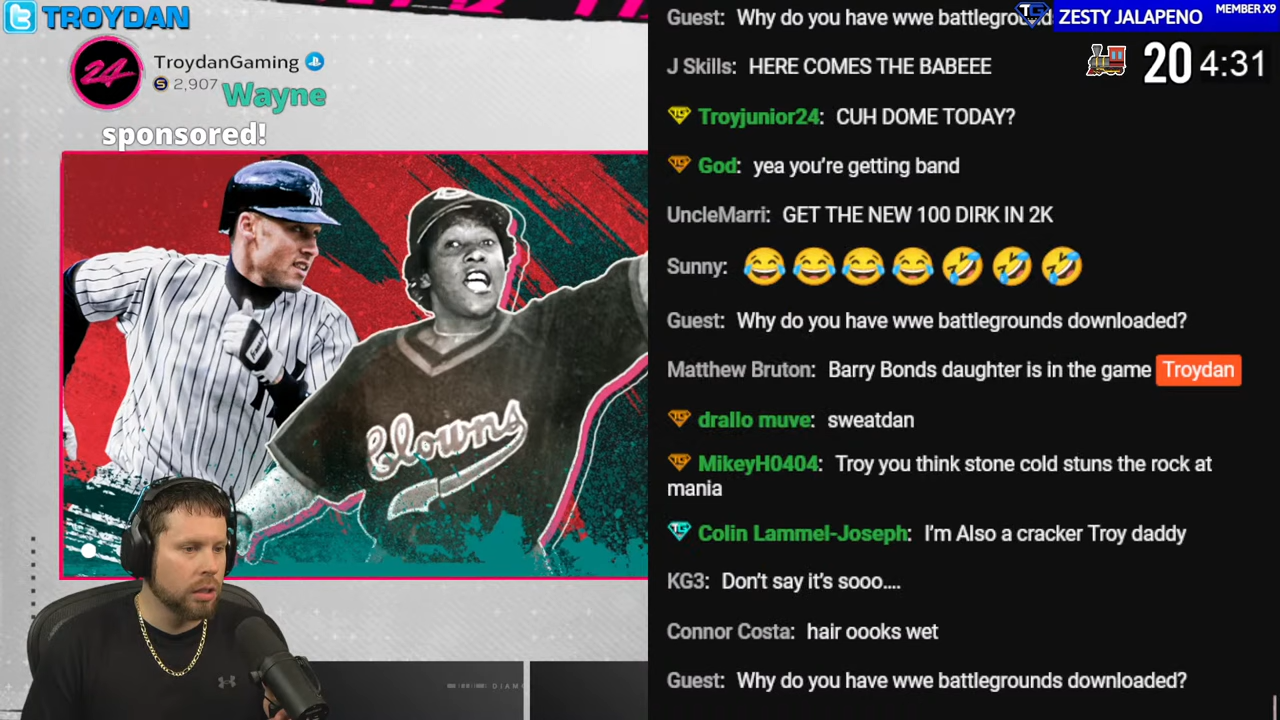 TROYDAN
24
TroydanGaming
S 2,907
Wayne
sponsored!
NY
Clowns
DIAM
Guest: Why do you have wwe battlegrounds
TG ZESTY JALAPENO
MEMBER X9
20 4:31
J Skills: HERE COMES THE BABEEE
Troyjunior24: CUH DOME TODAY?
God: yea you're getting band
UncleMarri: GET THE NEW 100 DIRK IN 2K
Sunny: 😂😂😂😂🤣🤣🤣
Guest: Why do you have wwe battlegrounds downloaded?
Matthew Bruton: Barry Bonds daughter is in the game Troydan
drallo muve: sweatdan
MikeyH0404: Troy you think stone cold stuns the rock at
mania
Colin Lammel-Joseph: I'm Also a cracker Troy daddy
KG3: Don't say it's sooo....
Connor Costa: hair oooks wet
Guest: Why do you have wwe battlegrounds downloaded?